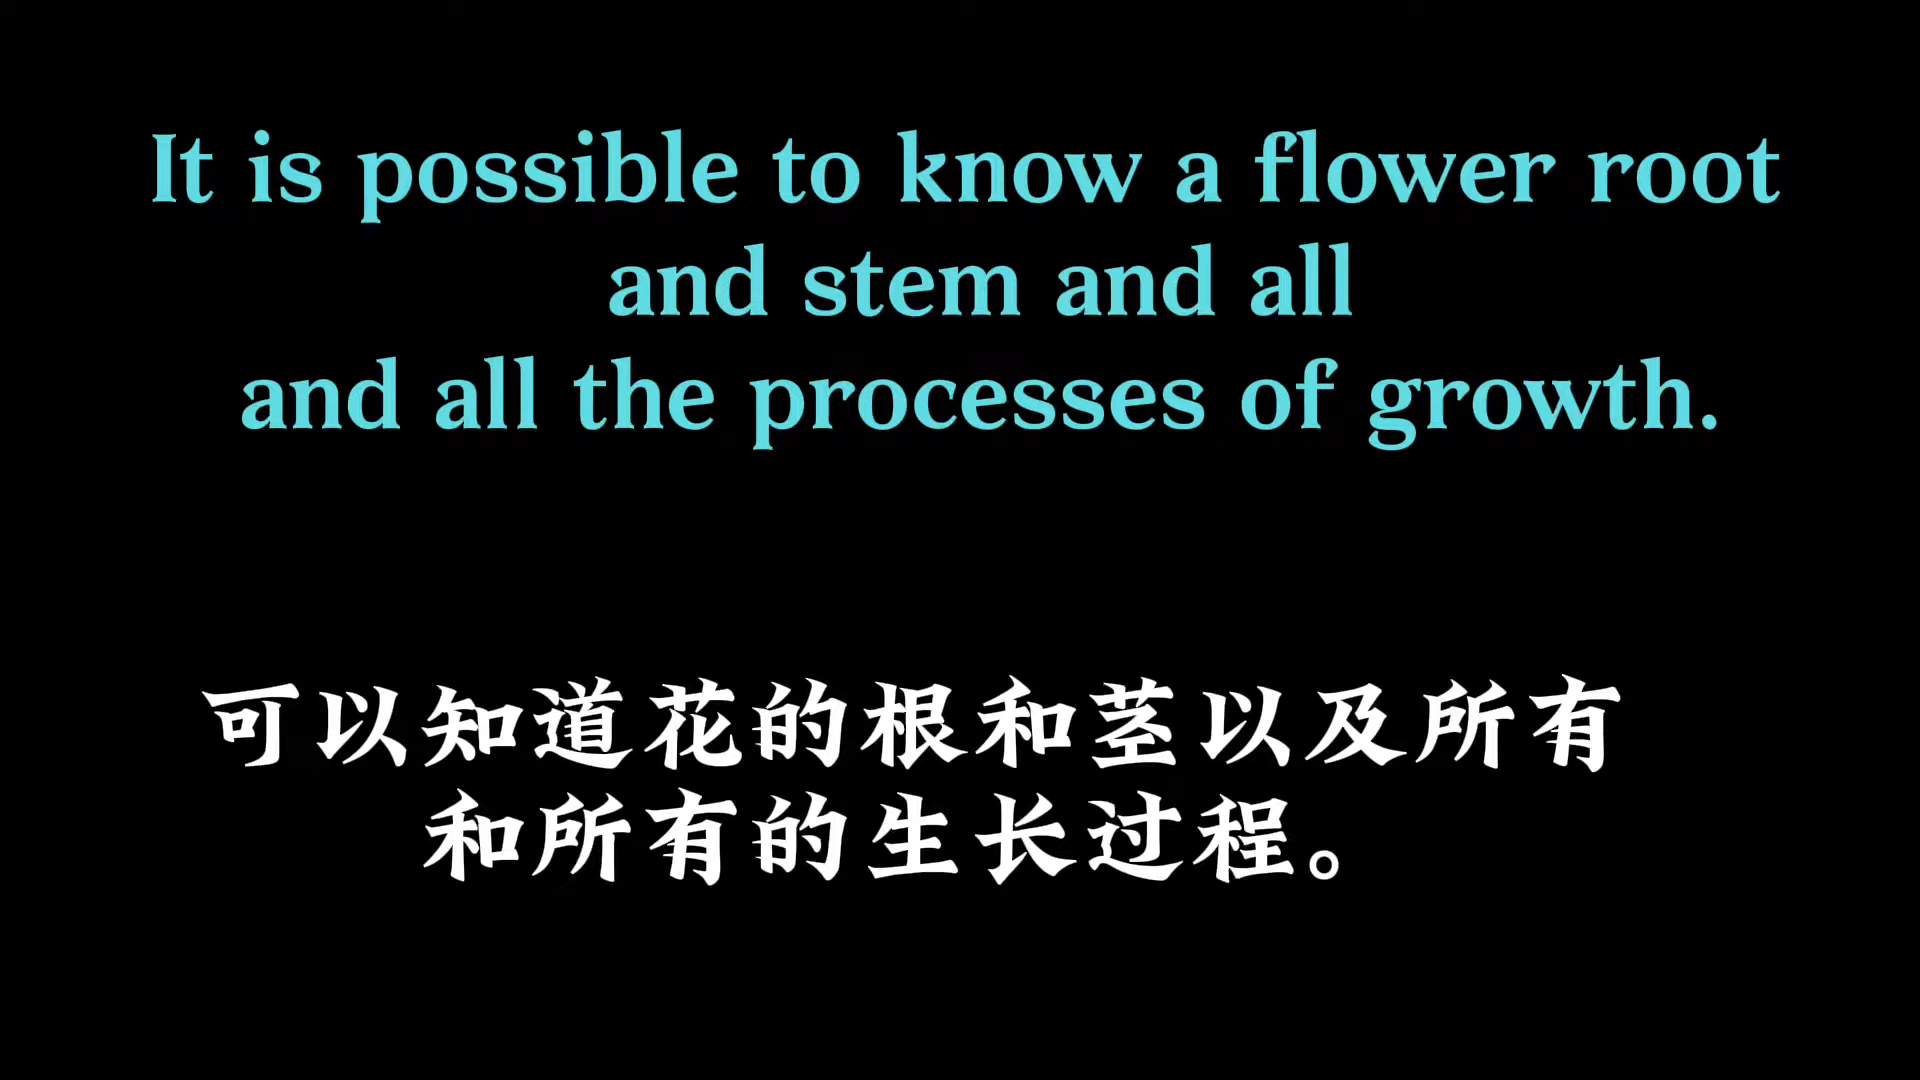 It is possible to know a flower root
and stem and all
and all the processes of growth.
可以知道花的根和茎以及所有
和所有的生长过程。